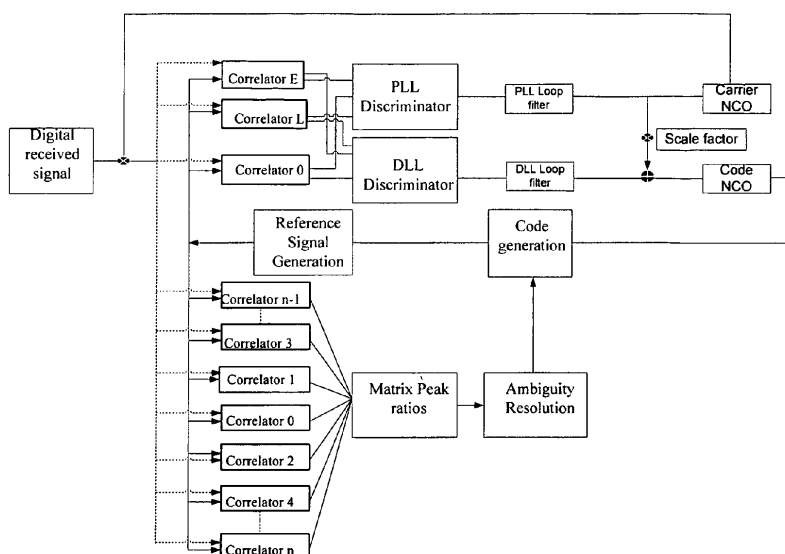 Correlator E
Correlator L
Correlator 0
Digital
received
signal
PLL
Discriminator
DLL
Discriminator
PLL Loop
filter
DLL Loop
filter
Carrier
NCO
Scale factor
Code
NCO
Reference
Signal
Generation
Code
generation
Correlator n-1
Correlator 3
Correlator 1
Correlator 0
Correlator 2
Correlator 4
Correlator n
Matrix Peak
ratios
Ambiguity
Resolution